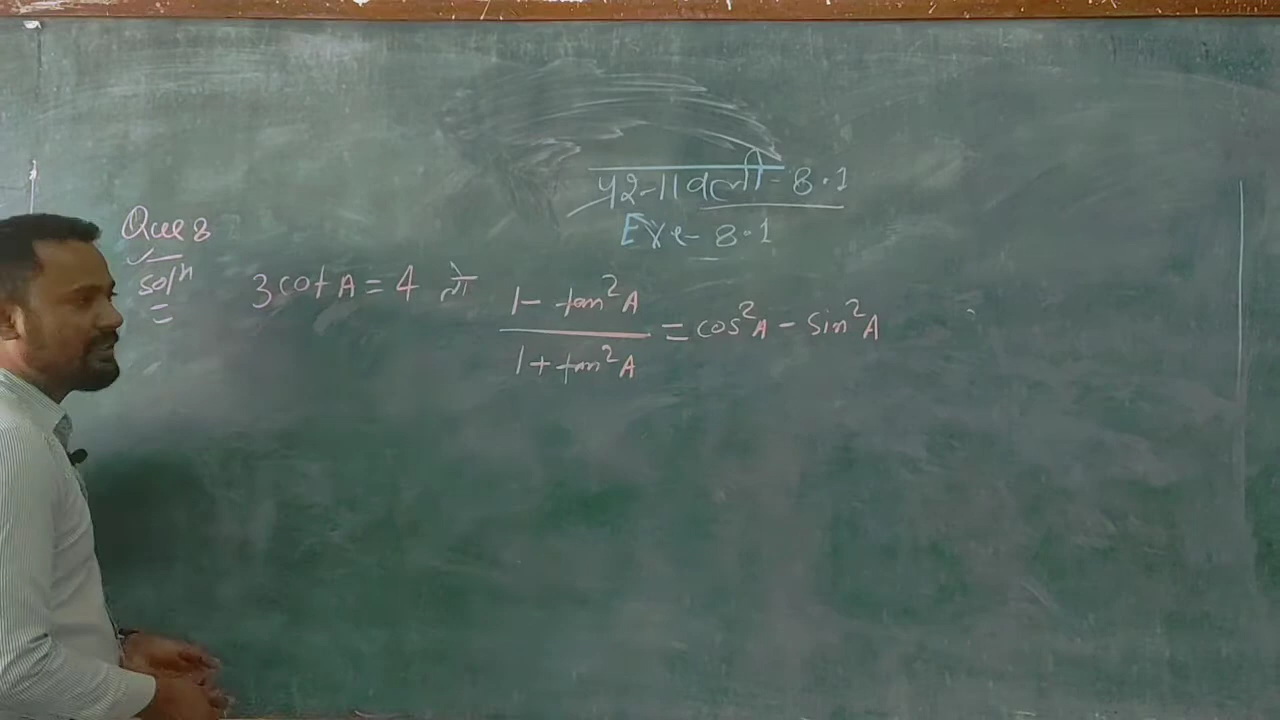 प्रश्नावली - 8.1
Exe - 8.1
Que 8
solⁿ
3 cot A = 4 तो (1 - tan²A) / (1 + tan²A) = cos²A - Sin²A